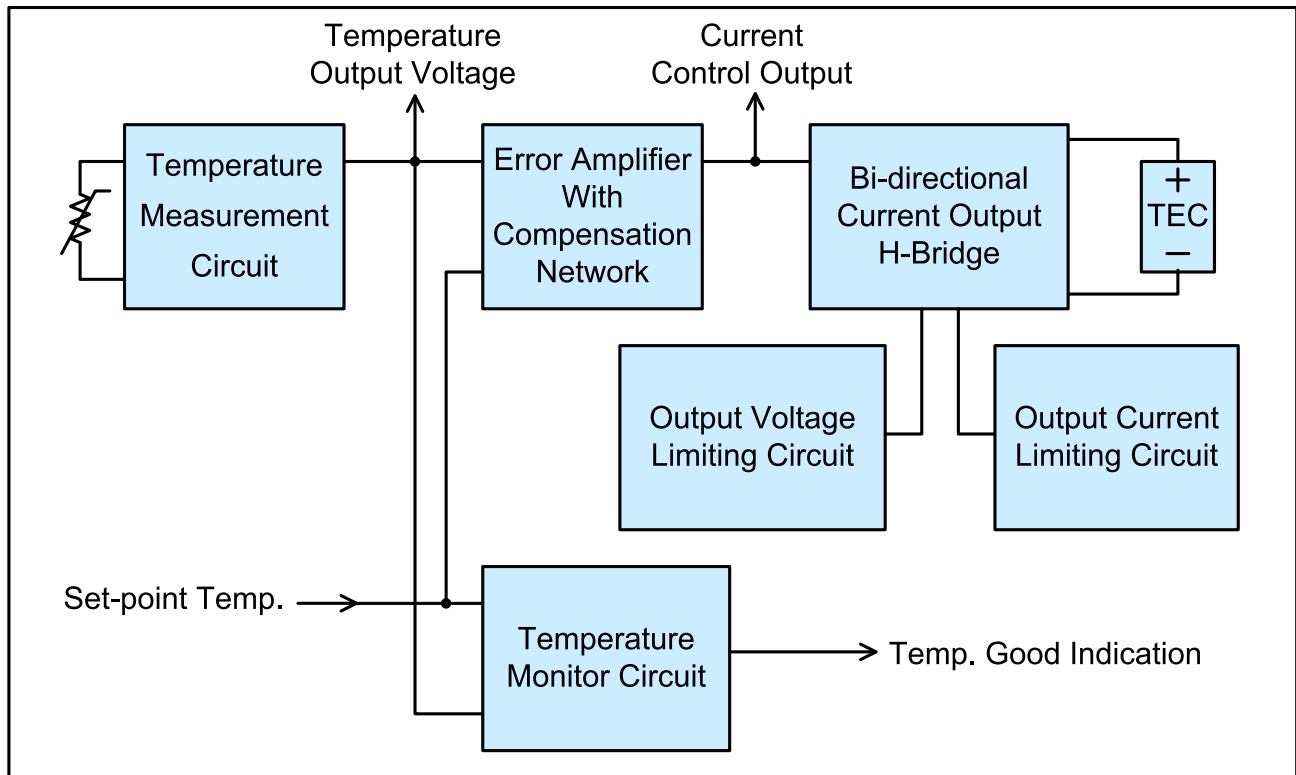 Temperature
Output Voltage
Current
Control Output
Temperature
Measurement
Circuit
Error Amplifier
With
Compensation
Network
Bi-directional
Current Output
H-Bridge
+
TEC
−
Output Voltage
Limiting Circuit
Output Current
Limiting Circuit
Set-point Temp.
Temperature
Monitor Circuit
Temp. Good Indication